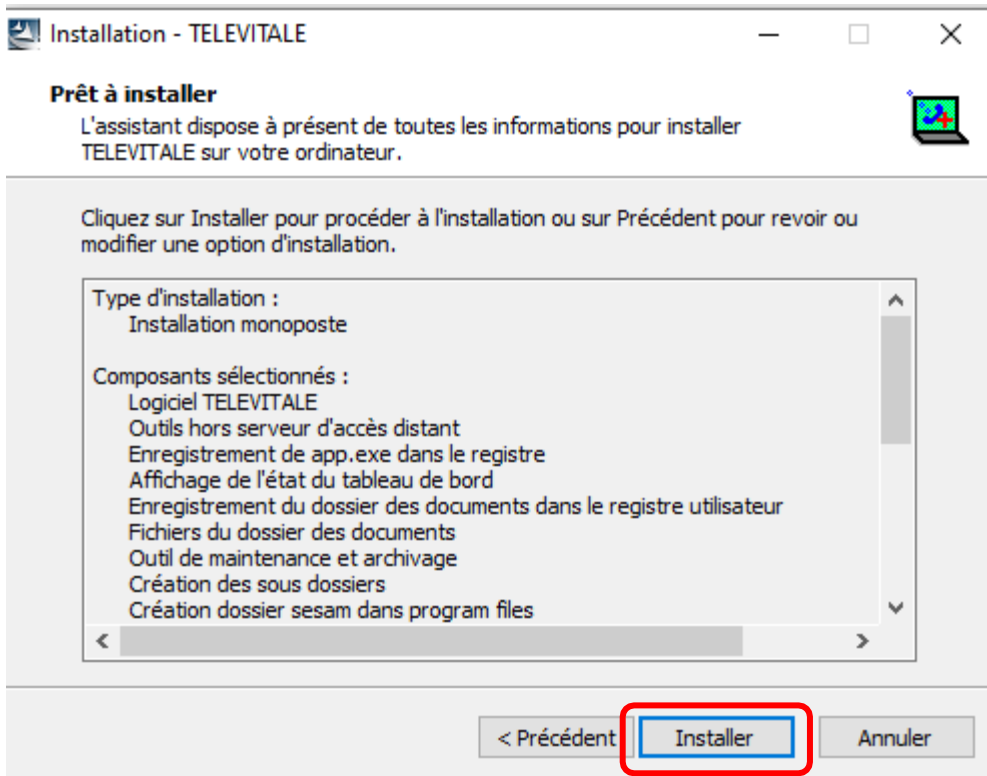 Installation - TELEVITALE
Prêt à installer
L'assistant dispose à présent de toutes les informations pour installer
TELEVITALE sur votre ordinateur.
Cliquez sur Installer pour procéder à l'installation ou sur Précédent pour revoir ou
modifier une option d'installation.
Type d'installation :
Installation monoposte
Composants sélectionnés :
Logiciel TELEVITALE
Outils hors serveur d'accès distant
Enregistrement de app.exe dans le registre
Affichage de l'état du tableau de bord
Enregistrement du dossier des documents dans le registre utilisateur
Fichiers du dossier des documents
Outil de maintenance et archivage
Création des sous dossiers
Création dossier sesam dans program files
< Précédent Installer Annuler